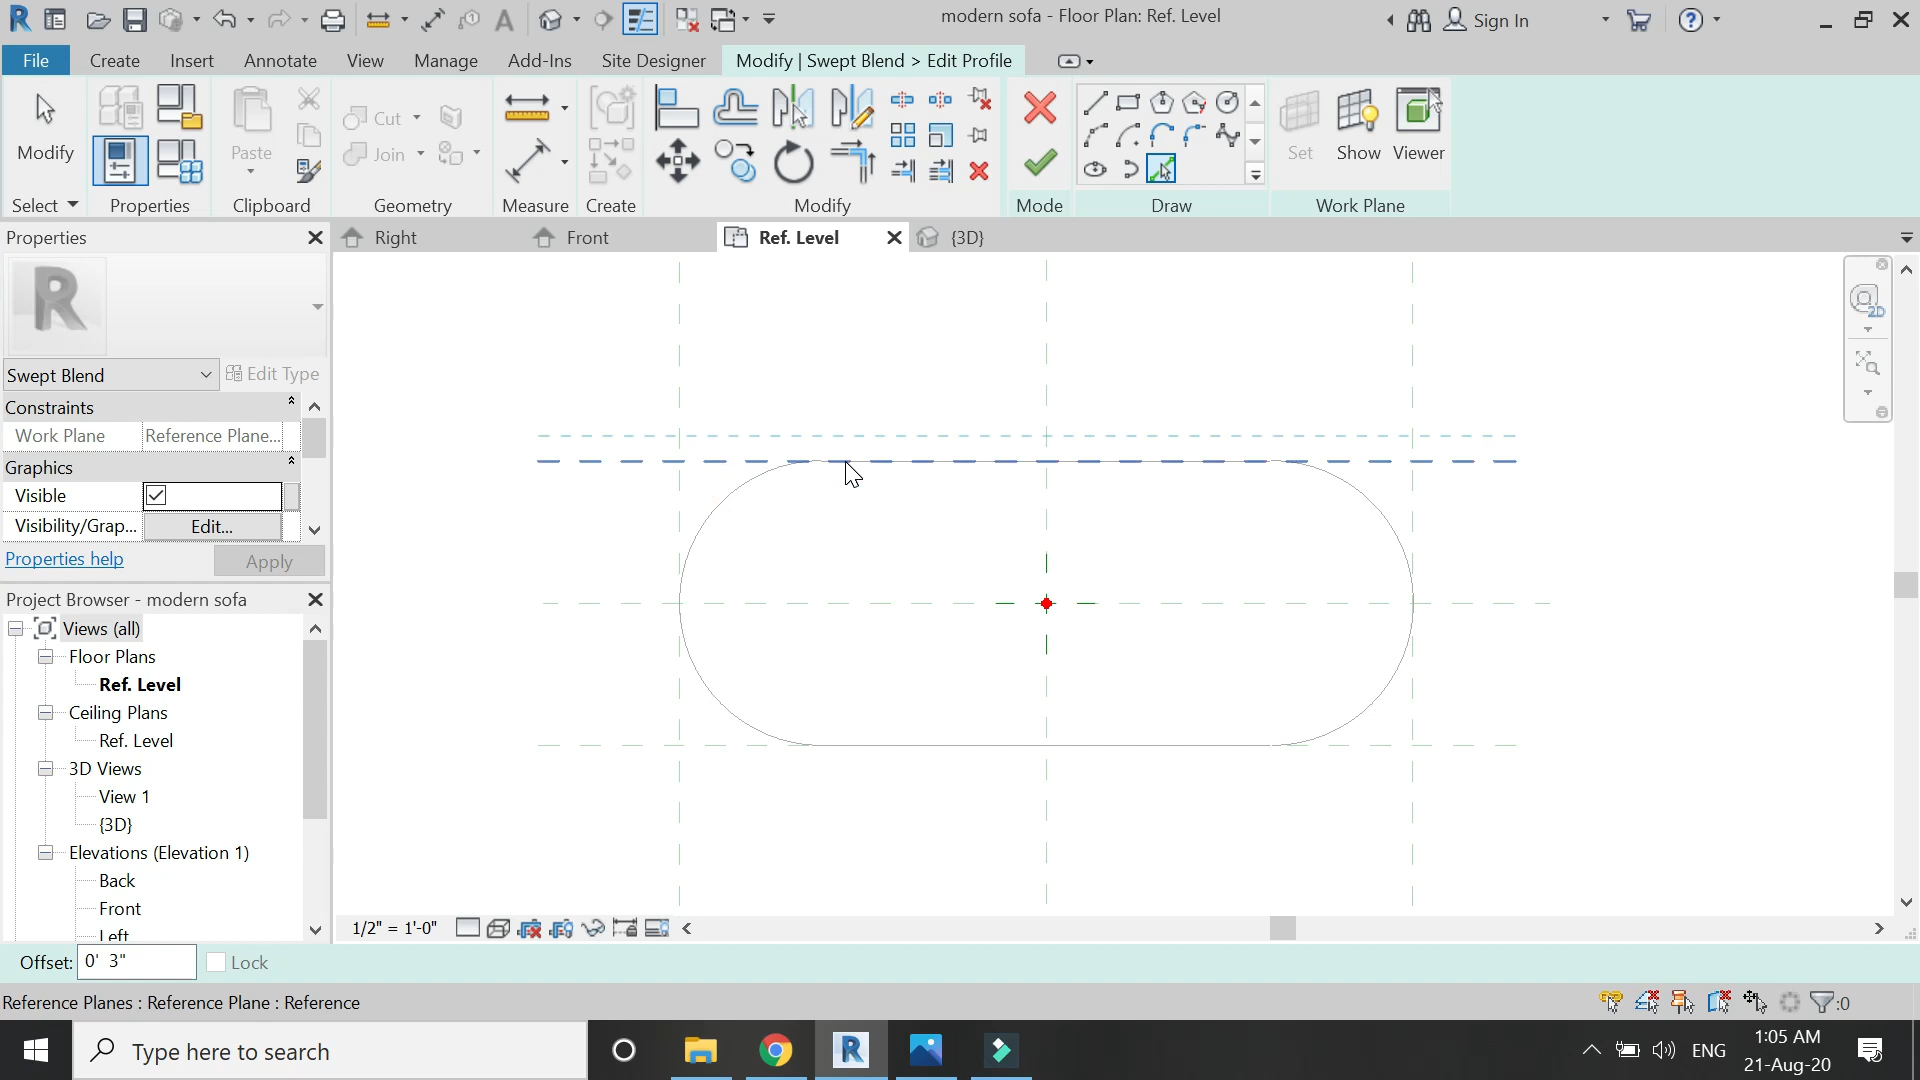 modern sofa - Floor Plan: Ref. Level
Sign In
File
Create
Insert
Annotate
View
Manage
Add-Ins
Site Designer
Modify | Swept Blend > Edit Profile
Modify
Paste
Cut
Join
Set
Show
Viewer
Select
Properties
Clipboard
Geometry
Measure
Create
Modify
Mode
Draw
Work Plane
Properties
Right
Front
Ref. Level
{3D}
R
2D
Swept Blend
Edit Type
Constraints
Work Plane
Reference Plane...
Graphics
Visible
Visibility/Grap...
Edit...
Properties help
Apply
Project Browser - modern sofa
Views (all)
Floor Plans
Ref. Level
Ceiling Plans
Ref. Level
3D Views
View 1
{3D}
Elevations (Elevation 1)
Back
Front
Left
1/2" = 1'-0"
Offset:
0' 3"
Lock
Reference Planes : Reference Plane : Reference
:0
Type here to search
ENG
1:05 AM
21-Aug-20